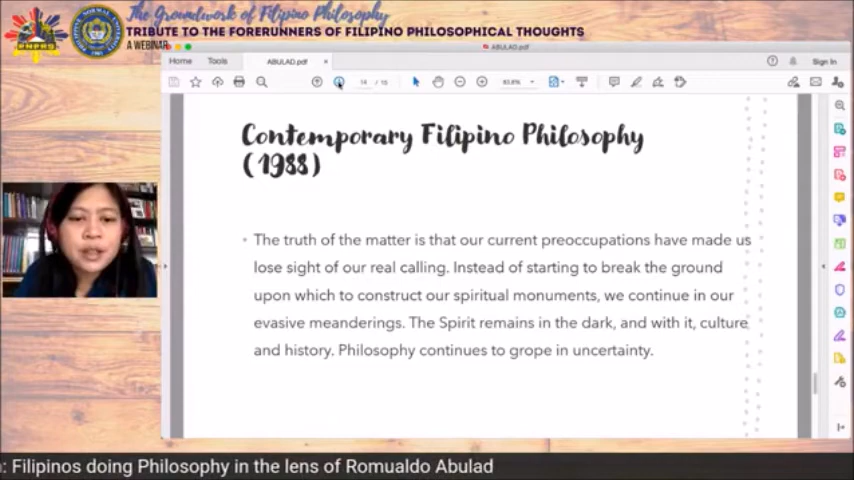 The Groundwork of Filipino Philosophy
TRIBUTE TO THE FORERUNNERS OF FILIPINO PHILOSOPHICAL THOUGHTS
A WEBINAR
ABULAD.pdf
Home Tools ABULAD.pdf × Sign In
14 / 15 83.8%
Contemporary Filipino Philosophy
(1988)
• The truth of the matter is that our current preoccupations have made us
lose sight of our real calling. Instead of starting to break the ground
upon which to construct our spiritual monuments, we continue in our
evasive meanderings. The Spirit remains in the dark, and with it, culture
and history. Philosophy continues to grope in uncertainty.
: Filipinos doing Philosophy in the lens of Romualdo Abulad